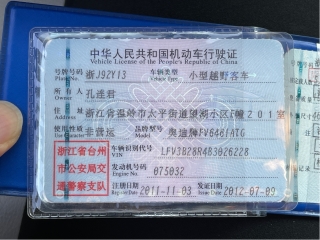 中华人民共和国机动车行驶证
Vehicle License of the People's Republic of China
号牌号码 浙J92Y13 车辆类型 小型越野客车
Plate No. Vehicle Type
所有人 孔连君
Owner
住址 浙江省温岭市太平街道望湖小区 幢201室
Address
使用性质 非营运 品牌型号 奥迪牌FV6461ATG
Use Character Model
浙江省台州
市公安局交
通警察支队
车辆识别代号 LFV3B28R4B3026228
VIN
发动机号码 075032
Engine No.
注册日期 2011-11-03 发证日期 2012-07-09
Register Date Issue Date